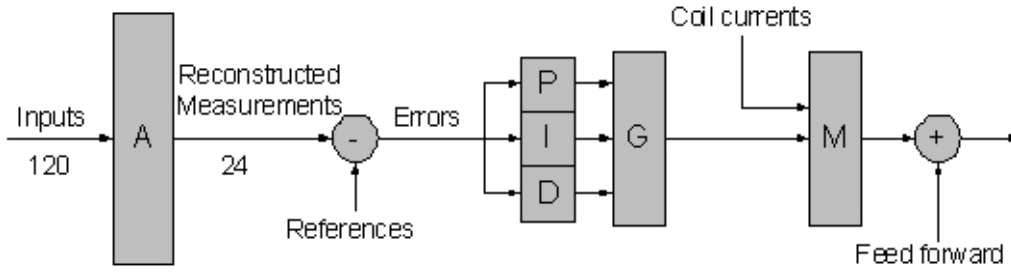 Coil currents
Reconstructed
Measurements
Inputs
Errors
A
P
I
D
G
M
-
+
120
24
References
Feed forward